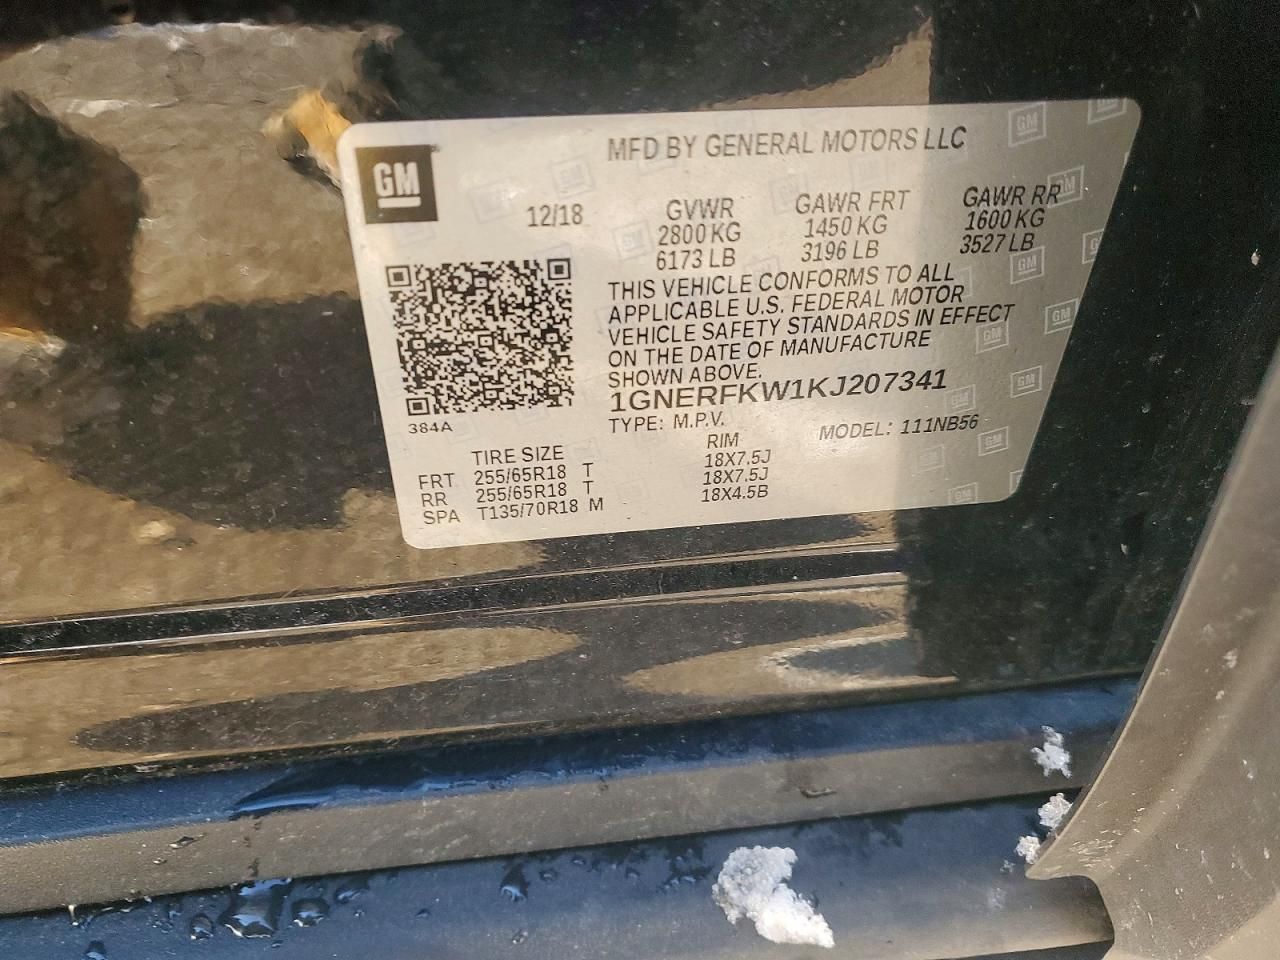 GM
MFD BY GENERAL MOTORS LLC
12/18
GVWR GAWR FRT GAWR RR
2800 KG 1450 KG 1600 KG
6173 LB 3196 LB 3527 LB
THIS VEHICLE CONFORMS TO ALL
APPLICABLE U.S. FEDERAL MOTOR
VEHICLE SAFETY STANDARDS IN EFFECT
ON THE DATE OF MANUFACTURE
SHOWN ABOVE.
1GNERFKW1KJ207341
384A
TYPE: M.P.V. MODEL: 111NB56
TIRE SIZE RIM
FRT 255/65R18 T 18X7.5J
RR 255/65R18 T 18X7.5J
SPA T135/70R18 M 18X4.5B